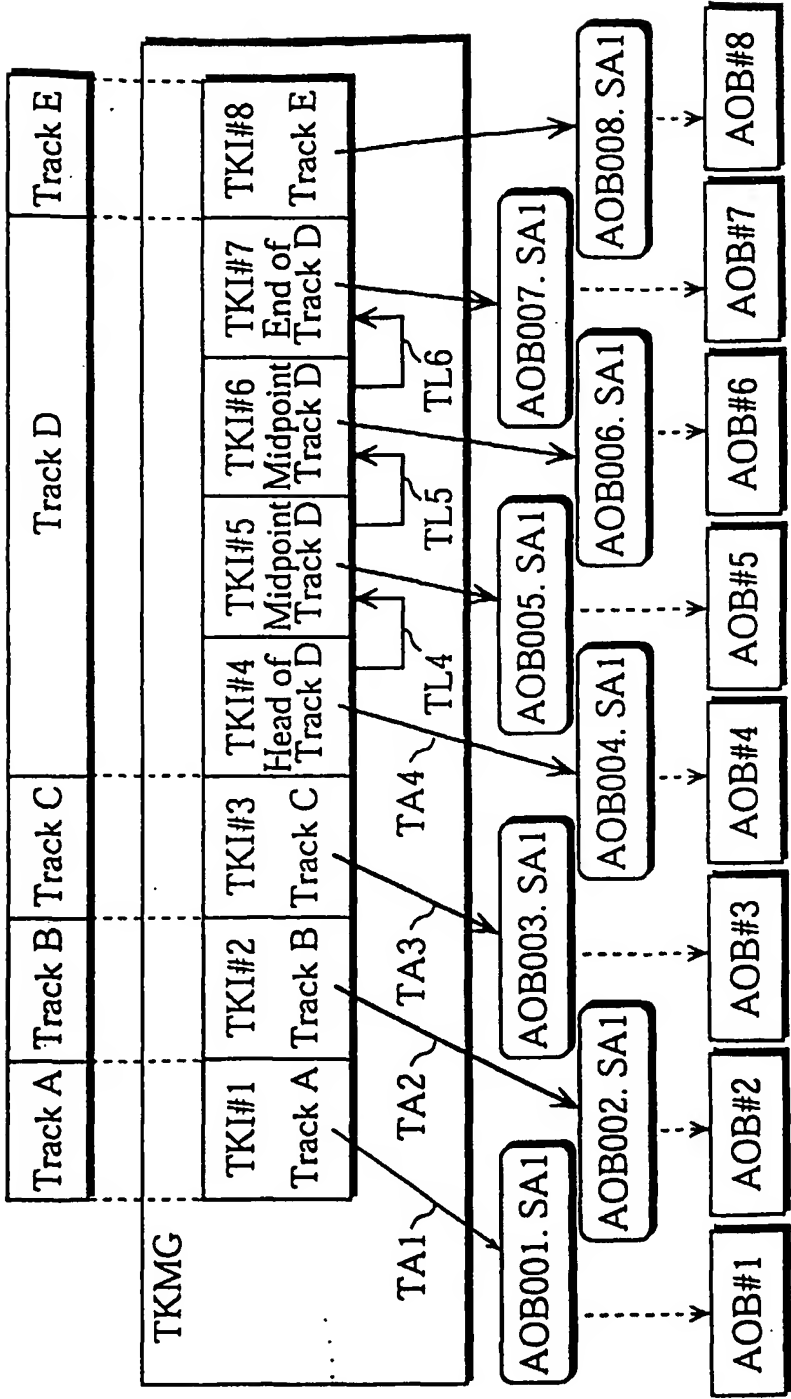 Track A
Track B
Track C
Track D
Track E
TKMG
TKI#1
Track A
TKI#2
Track B
TKI#3
Track C
TKI#4
Head of
Track D
TKI#5
Midpoint
Track D
TKI#6
Midpoint
Track D
TKI#7
End of
Track D
TKI#8
Track E
TA1
TA2
TA3
TA4
TL4
TL5
TL6
AOB001. SA1
AOB002. SA1
AOB003. SA1
AOB004. SA1
AOB005. SA1
AOB006. SA1
AOB007. SA1
AOB008. SA1
AOB#1
AOB#2
AOB#3
AOB#4
AOB#5
AOB#6
AOB#7
AOB#8